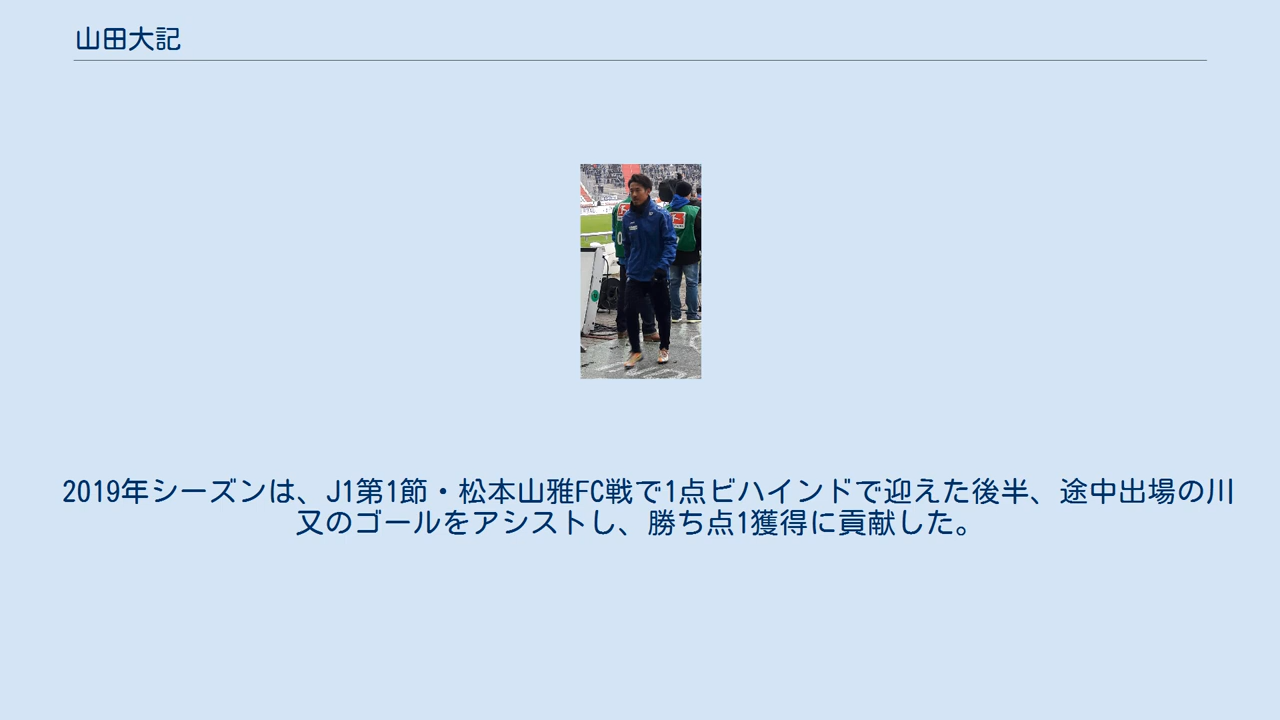 山田大記
2019年シーズンは、J1第1節・松本山雅FC戦で1点ビハインドで迎えた後半、途中出場の川
又のゴールをアシストし、勝ち点1獲得に貢献した。